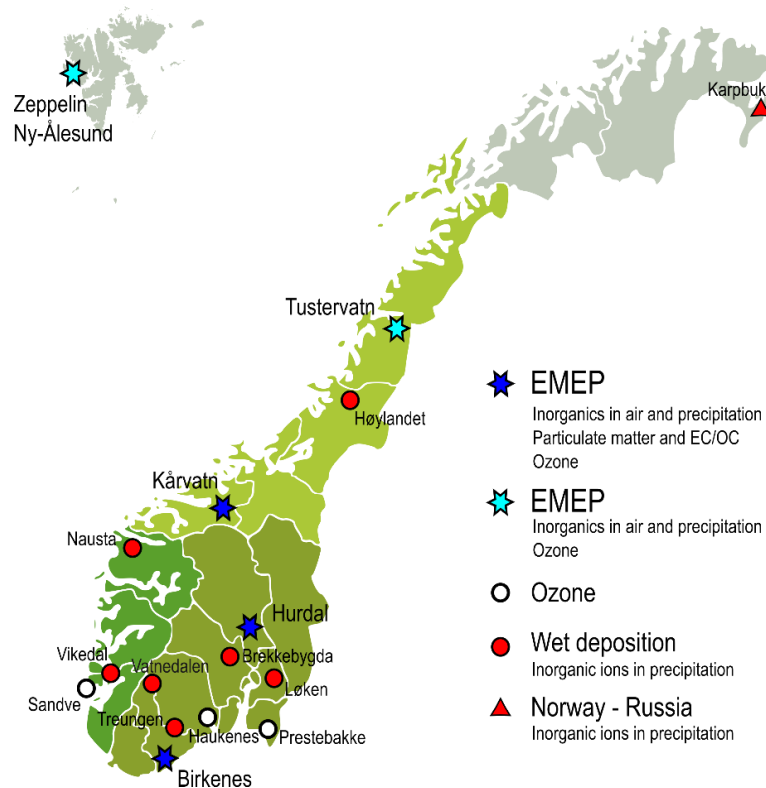 Zeppelin
Ny-Ålesund
Karpbuk
Tustervatn
Høylandet
Kårvatn
Nausta
Hurdal
Brekkebygda
Vikedal
Vatnedalen
Løken
Sandve
Treungen
Haukenes
Prestebakke
Birkenes
EMEP
Inorganics in air and precipitation
Particulate matter and EC/OC
Ozone
EMEP
Inorganics in air and precipitation
Ozone
Ozone
Wet deposition
Inorganic ions in precipitation
Norway - Russia
Inorganic ions in precipitation